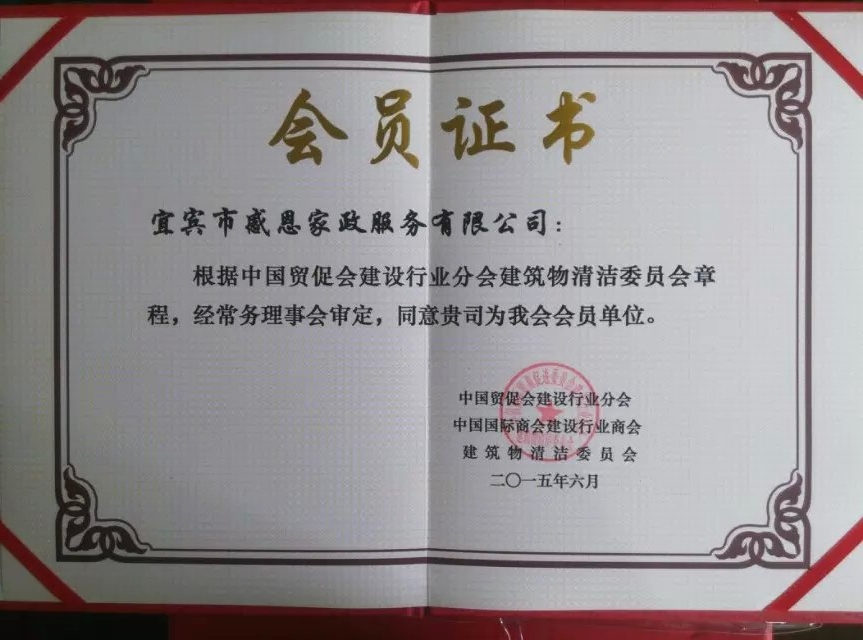 会员证书
宜宾市感恩家政服务有限公司：
根据中国贸促会建设行业分会建筑物清洁委员会章
程，经常务理事会审定，同意贵司为我会会员单位。
中国贸促会建设行业分会
中国国际商会建设行业商会
建筑物清洁委员会
二〇一五年六月